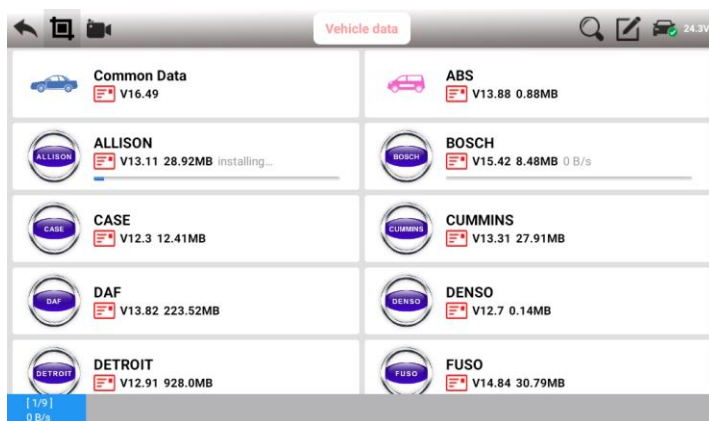 Vehicle data
24.3V
Common Data
V16.49
ABS
V13.88 0.88MB
ALLISON
ALLISON
V13.11 28.92MB installing...
BOSCH
BOSCH
V15.42 8.48MB 0 B/s
CASE
CASE
V12.3 12.41MB
CUMMINS
CUMMINS
V13.31 27.91MB
DAF
DAF
V13.82 223.52MB
DENSO
DENSO
V12.7 0.14MB
DETROIT
DETROIT
V12.91 928.0MB
FUSO
FUSO
V14.84 30.79MB
[1/9]
0 B/s